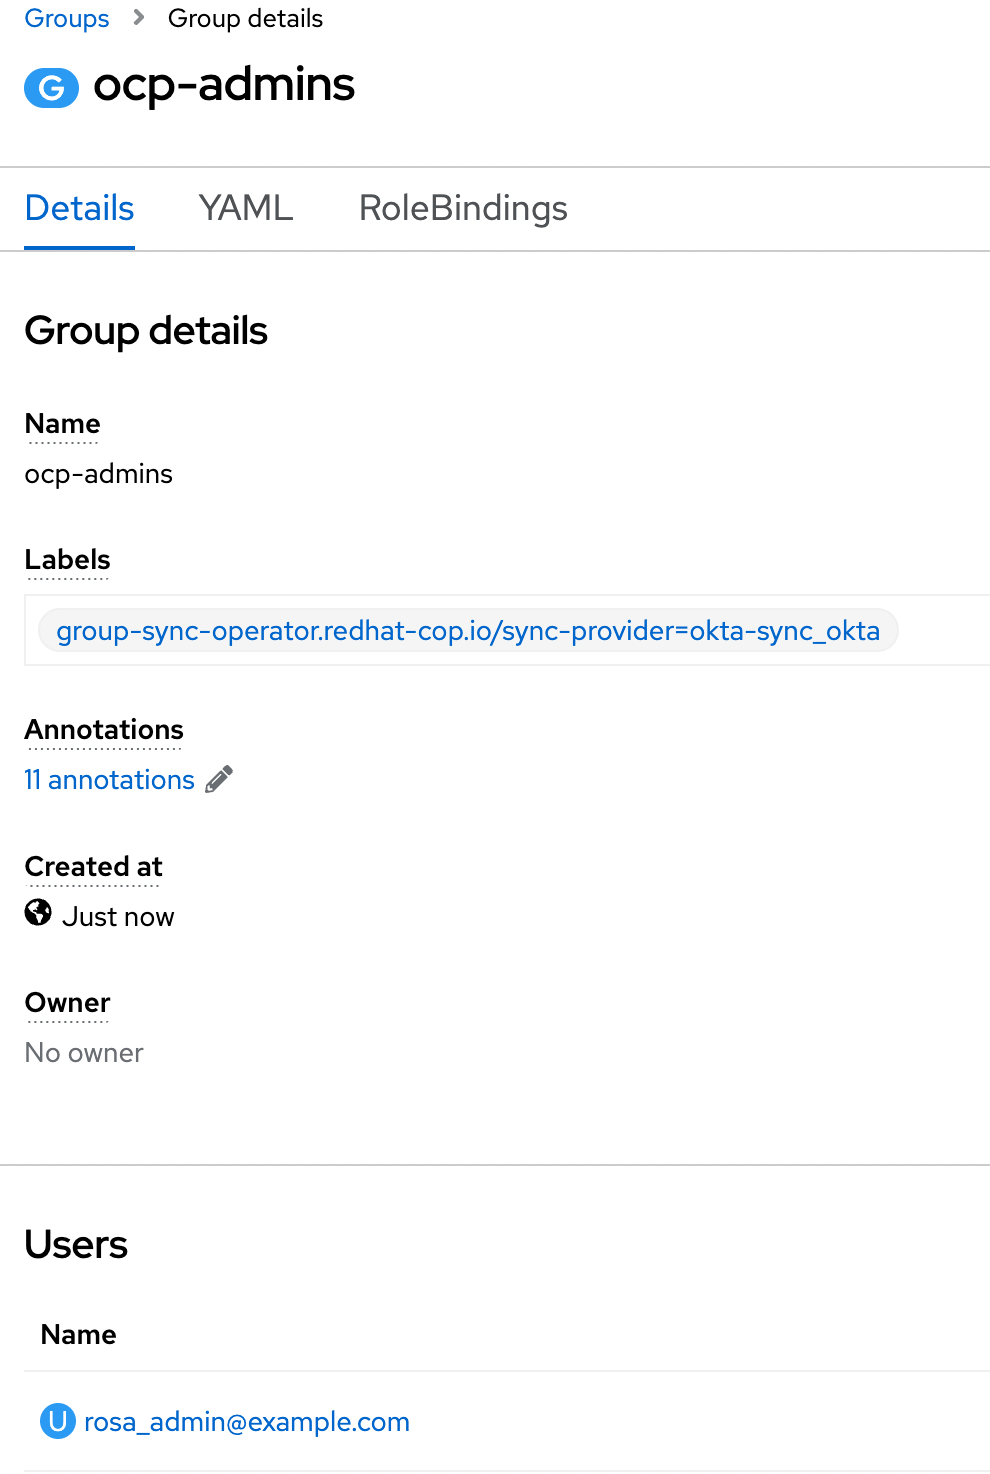 Groups > Group details
G ocp-admins
Details YAML RoleBindings
Group details
Name
ocp-admins
Labels
group-sync-operator.redhat-cop.io/sync-provider=okta-sync_okta
Annotations
11 annotations
Created at
Just now
Owner
No owner
Users
Name
U rosa_admin@example.com